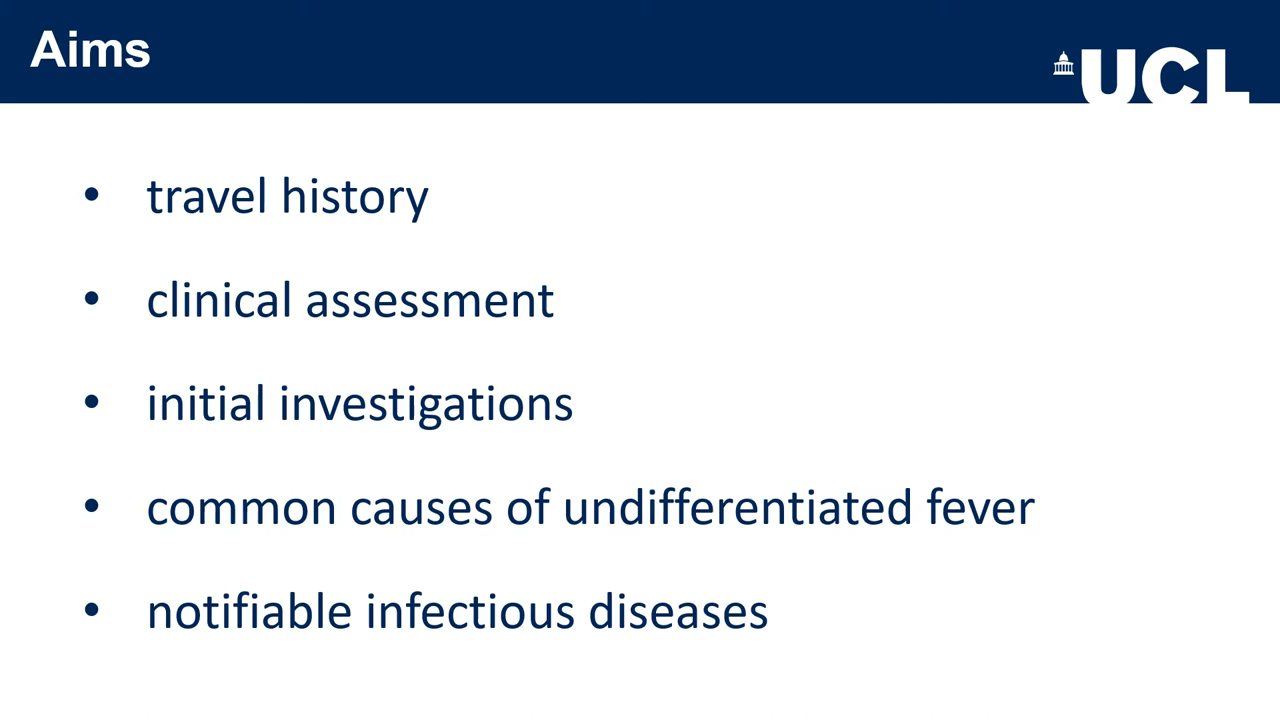 Aims
UCL
• travel history
• clinical assessment
• initial investigations
• common causes of undifferentiated fever
• notifiable infectious diseases